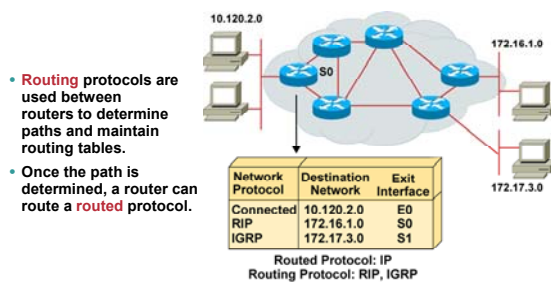 • Routing protocols are
used between
routers to determine
paths and maintain
routing tables.
• Once the path is
determined, a router can
route a routed protocol.
10.120.2.0
S0
172.16.1.0
172.17.3.0
Network Protocol Destination Network Exit Interface
Connected 10.120.2.0 E0
RIP 172.16.1.0 S0
IGRP 172.17.3.0 S1
Routed Protocol: IP
Routing Protocol: RIP, IGRP